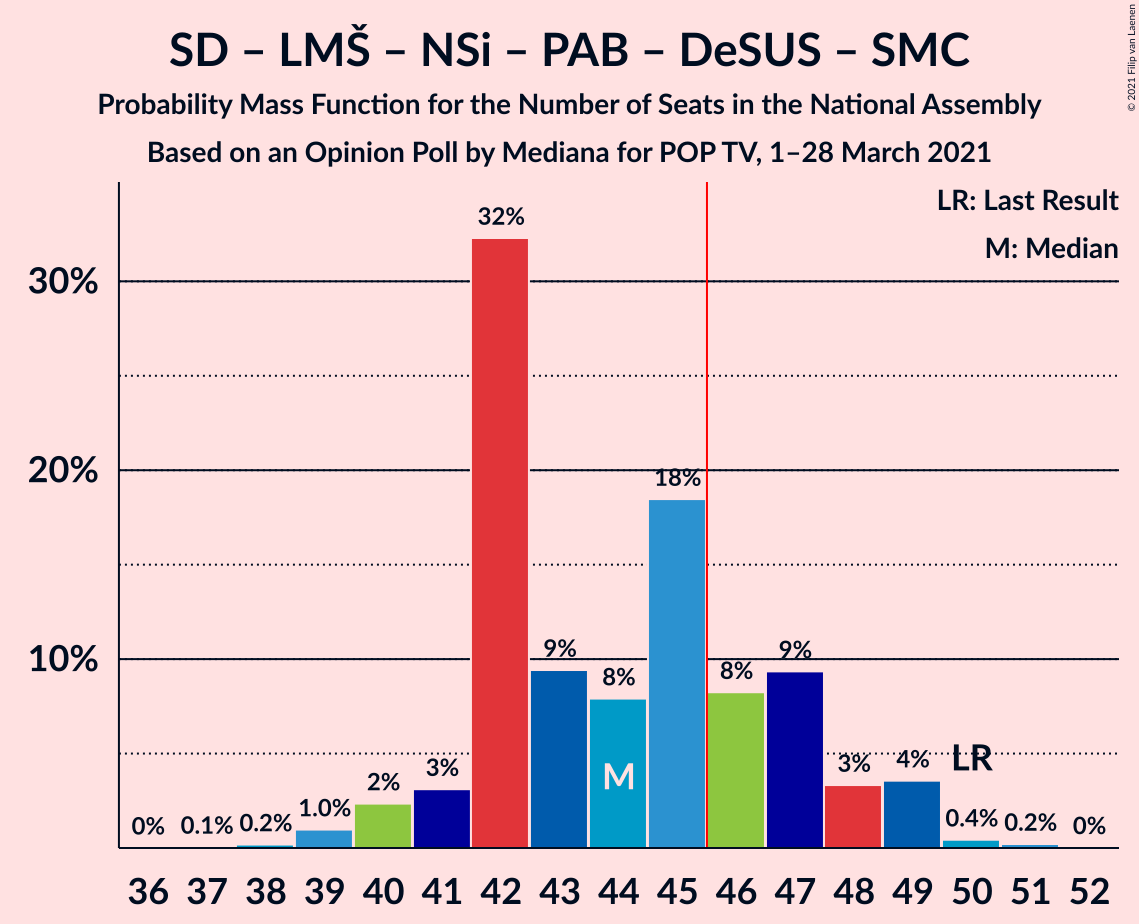 SD – LMŠ – NSi – PAB – DeSUS – SMC
Probability Mass Function for the Number of Seats in the National Assembly
Based on an Opinion Poll by Mediana for POP TV, 1–28 March 2021
© 2021 Filip van Laenen
LR: Last Result
M: Median
32%
30%
20%
18%
10%
9%
8%
8%
9%
2%
3%
M
3%
4%
LR
0%
0.1%
0.2%
1.0%
0.4%
0.2%
0%
36 37 38 39 40 41 42 43 44 45 46 47 48 49 50 51 52